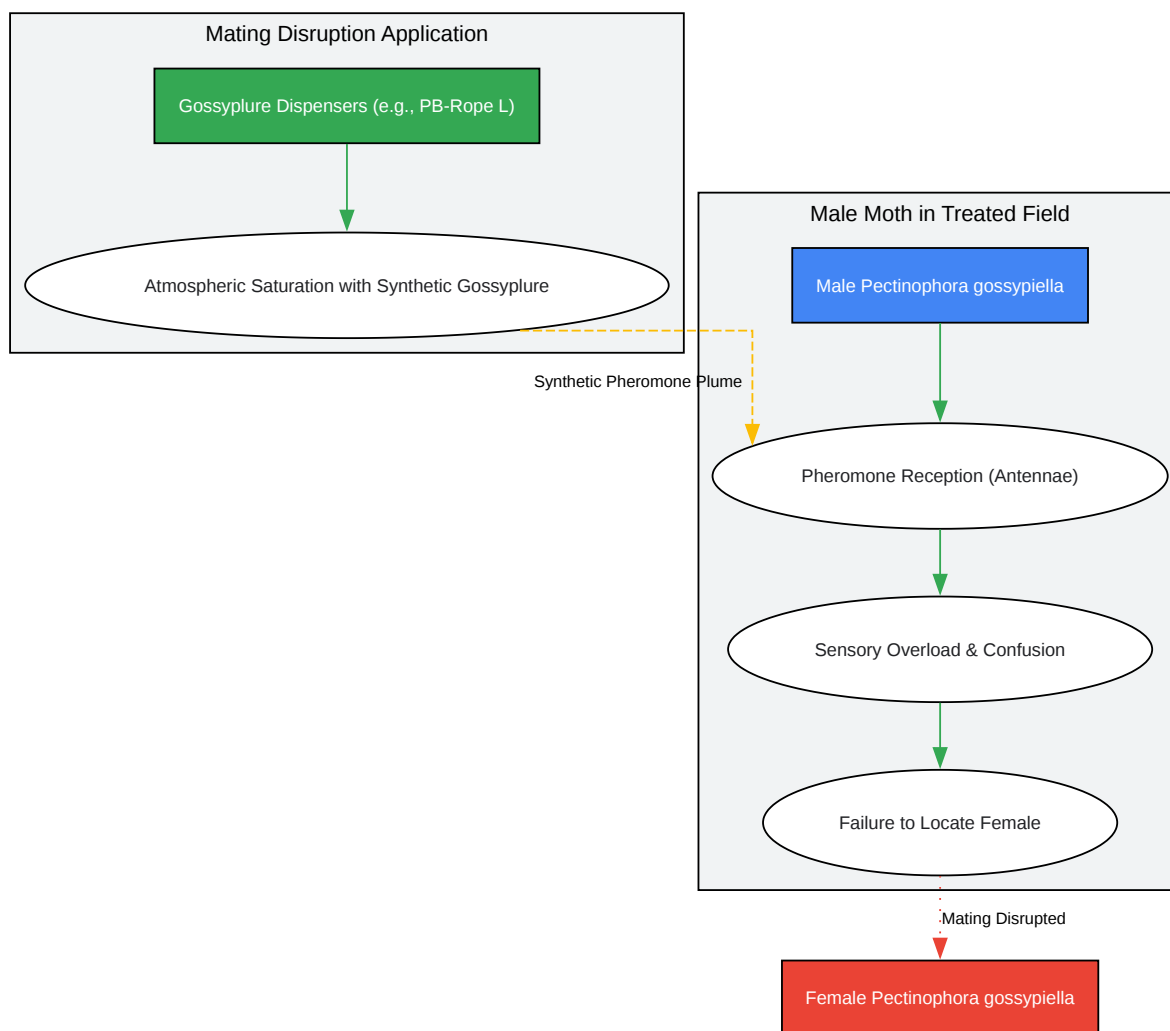 Mating Disruption Application
Gossyplure Dispensers (e.g., PB-Rope L)
Atmospheric Saturation with Synthetic Gossyplure
Male Moth in Treated Field
Male Pectinophora gossypiella
Synthetic Pheromone Plume
Pheromone Reception (Antennae)
Sensory Overload & Confusion
Failure to Locate Female
Mating Disrupted
Female Pectinophora gossypiella